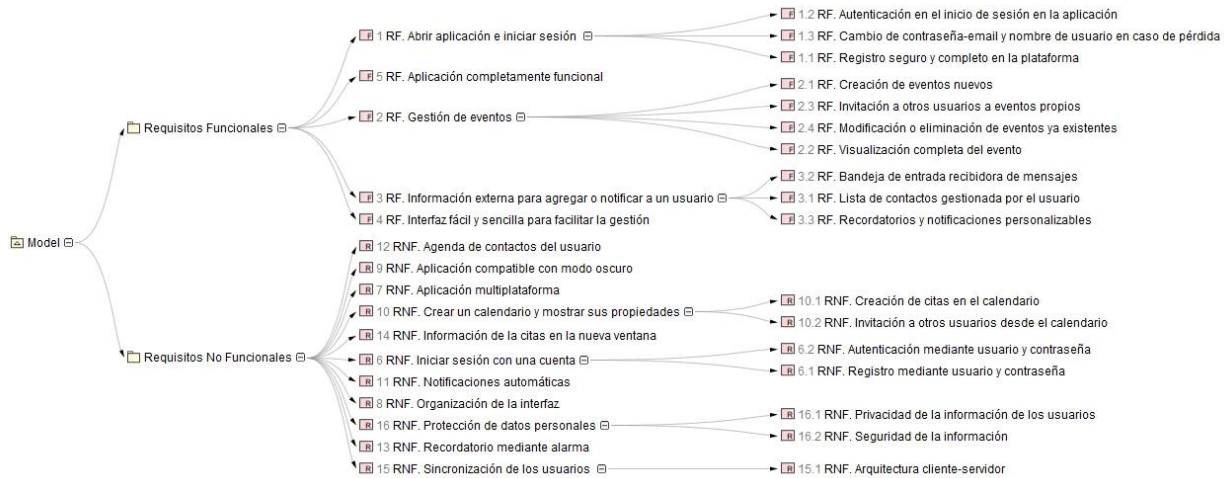 Model
Requisitos Funcionales
F 1 RF. Abrir aplicación e iniciar sesión
F 1.2 RF. Autenticación en el inicio de sesión en la aplicación
F 1.3 RF. Cambio de contraseña-email y nombre de usuario en caso de pérdida
F 1.1 RF. Registro seguro y completo en la plataforma
F 5 RF. Aplicación completamente funcional
F 2 RF. Gestión de eventos
F 2.1 RF. Creación de eventos nuevos
F 2.3 RF. Invitación a otros usuarios a eventos propios
F 2.4 RF. Modificación o eliminación de eventos ya existentes
F 2.2 RF. Visualización completa del evento
F 3 RF. Información externa para agregar o notificar a un usuario
F 3.2 RF. Bandeja de entrada recibidora de mensajes
F 3.1 RF. Lista de contactos gestionada por el usuario
F 3.3 RF. Recordatorios y notificaciones personalizables
F 4 RF. Interfaz fácil y sencilla para facilitar la gestión
Requisitos No Funcionales
R 12 RNF. Agenda de contactos del usuario
R 9 RNF. Aplicación compatible con modo oscuro
R 7 RNF. Aplicación multiplataforma
R 10 RNF. Crear un calendario y mostrar sus propiedades
R 10.1 RNF. Creación de citas en el calendario
R 10.2 RNF. Invitación a otros usuarios desde el calendario
R 14 RNF. Información de la citas en la nueva ventana
R 6 RNF. Iniciar sesión con una cuenta
R 6.2 RNF. Autenticación mediante usuario y contraseña
R 6.1 RNF. Registro mediante usuario y contraseña
R 11 RNF. Notificaciones automáticas
R 8 RNF. Organización de la interfaz
R 16 RNF. Protección de datos personales
R 16.1 RNF. Privacidad de la información de los usuarios
R 16.2 RNF. Seguridad de la información
R 13 RNF. Recordatorio mediante alarma
R 15 RNF. Sincronización de los usuarios
R 15.1 RNF. Arquitectura cliente-servidor